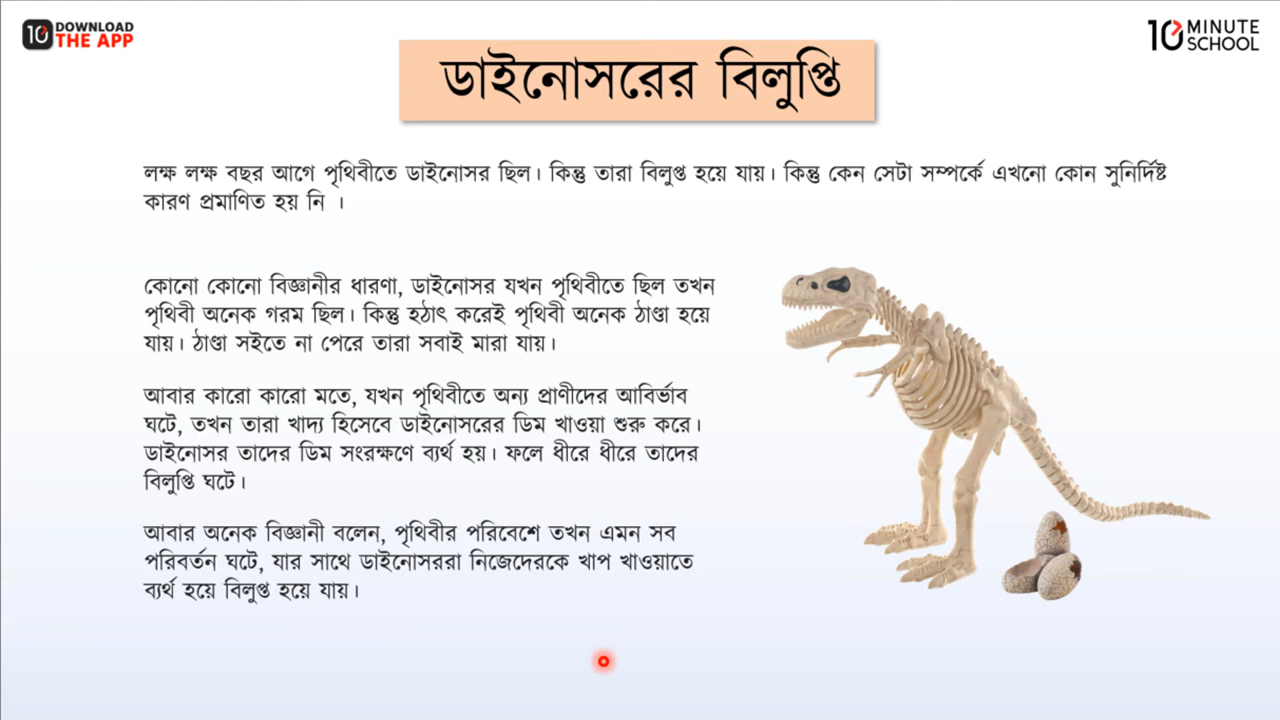 10 DOWNLOAD
THE APP
10 MINUTE
SCHOOL
ডাইনোসরের বিলুপ্তি
লক্ষ লক্ষ বছর আগে পৃথিবীতে ডাইনোসর ছিল। কিন্তু তারা বিলুপ্ত হয়ে যায়। কিন্তু কেন সেটা সম্পর্কে এখনো কোন সুনির্দিষ্ট
কারণ প্রমাণিত হয় নি ।
কোনো কোনো বিজ্ঞানীর ধারণা, ডাইনোসর যখন পৃথিবীতে ছিল তখন
পৃথিবী অনেক গরম ছিল। কিন্তু হঠাৎ করেই পৃথিবী অনেক ঠাণ্ডা হয়ে
যায়। ঠাণ্ডা সইতে না পেরে তারা সবাই মারা যায়।
আবার কারো কারো মতে, যখন পৃথিবীতে অন্য প্রাণীদের আবির্ভাব
ঘটে, তখন তারা খাদ্য হিসেবে ডাইনোসরের ডিম খাওয়া শুরু করে।
ডাইনোসর তাদের ডিম সংরক্ষণে ব্যর্থ হয়। ফলে ধীরে ধীরে তাদের
বিলুপ্তি ঘটে।
আবার অনেক বিজ্ঞানী বলেন, পৃথিবীর পরিবেশে তখন এমন সব
পরিবর্তন ঘটে, যার সাথে ডাইনোসররা নিজেদেরকে খাপ খাওয়াতে
ব্যর্থ হয়ে বিলুপ্ত হয়ে যায়।